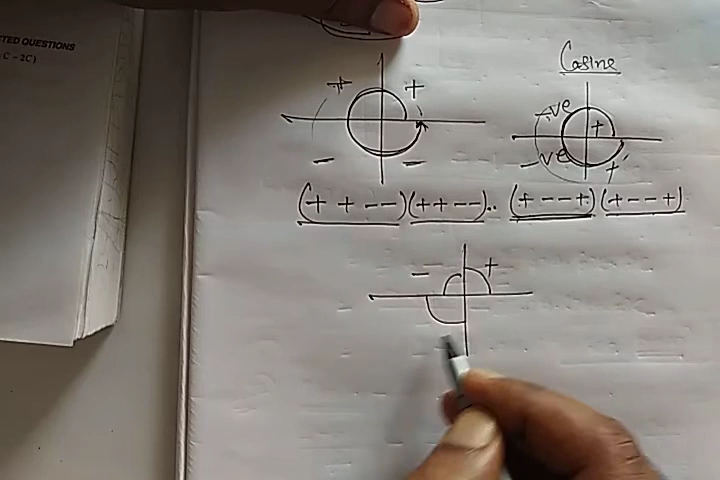 TED QUESTIONS
C - 2C)
Cosine
+ +
- -
-ve +
-ve +
(+ + - -) (+ + - -) .. (+ - - +) (+ - - +)
- +